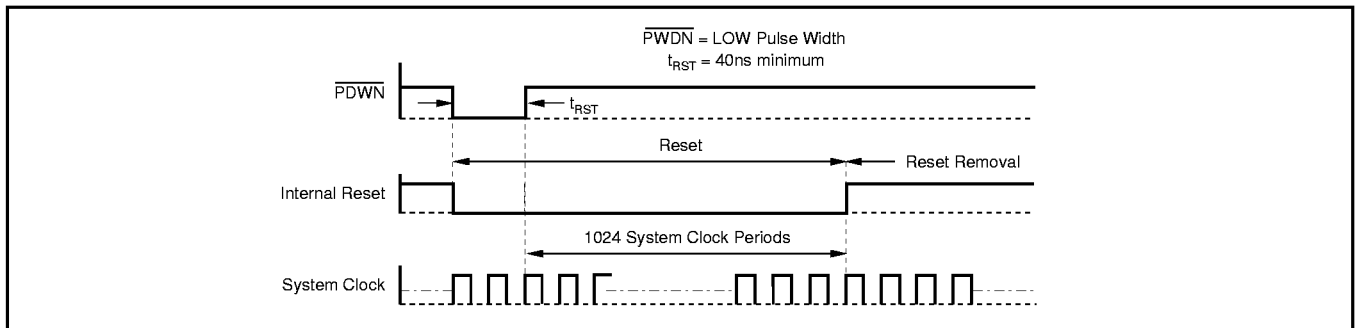 PWDN = LOW Pulse Width
tRST = 40ns minimum
PDWN
tRST
Reset
Reset Removal
Internal Reset
1024 System Clock Periods
System Clock